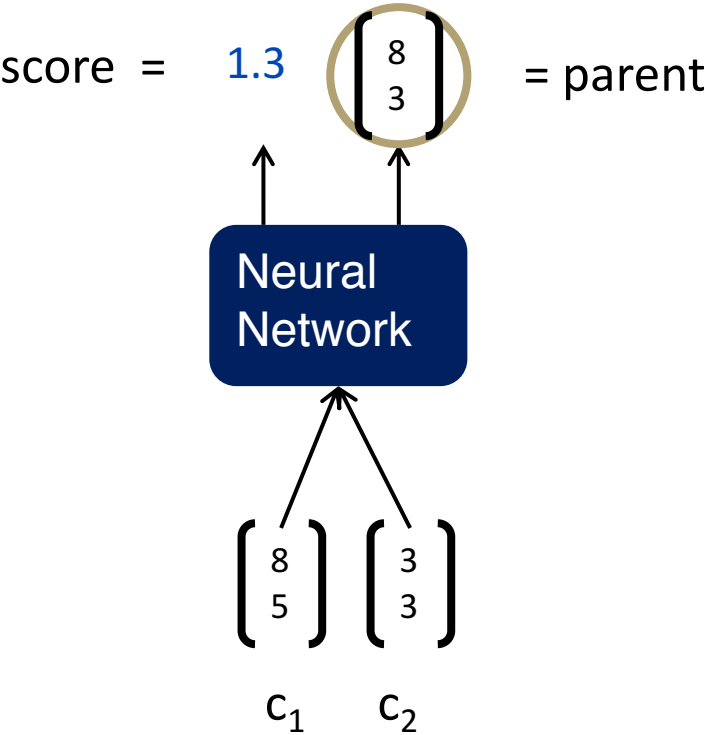 score = 1.3 8 = parent
3
Neural
Network
8 3
5 3
c1 c2